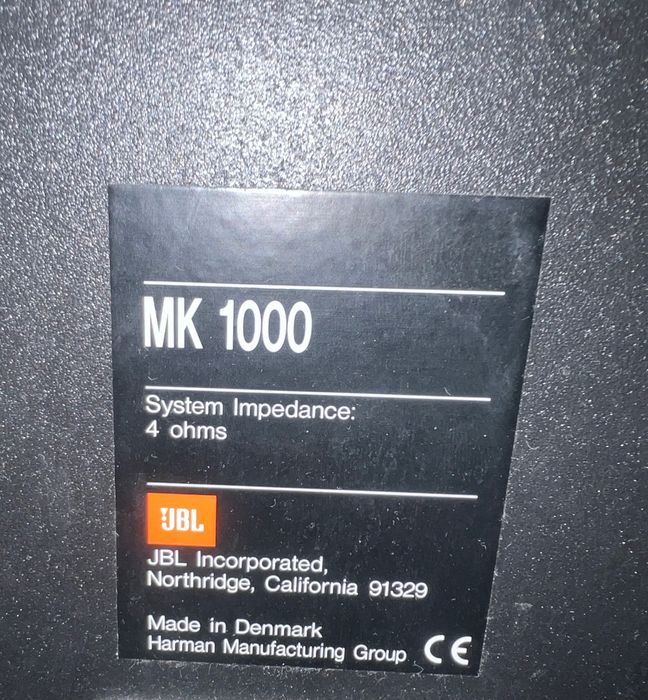 MK 1000
System Impedance:
4 ohms
JBL
JBL Incorporated,
Northridge, California 91329
Made in Denmark
Harman Manufacturing Group CE